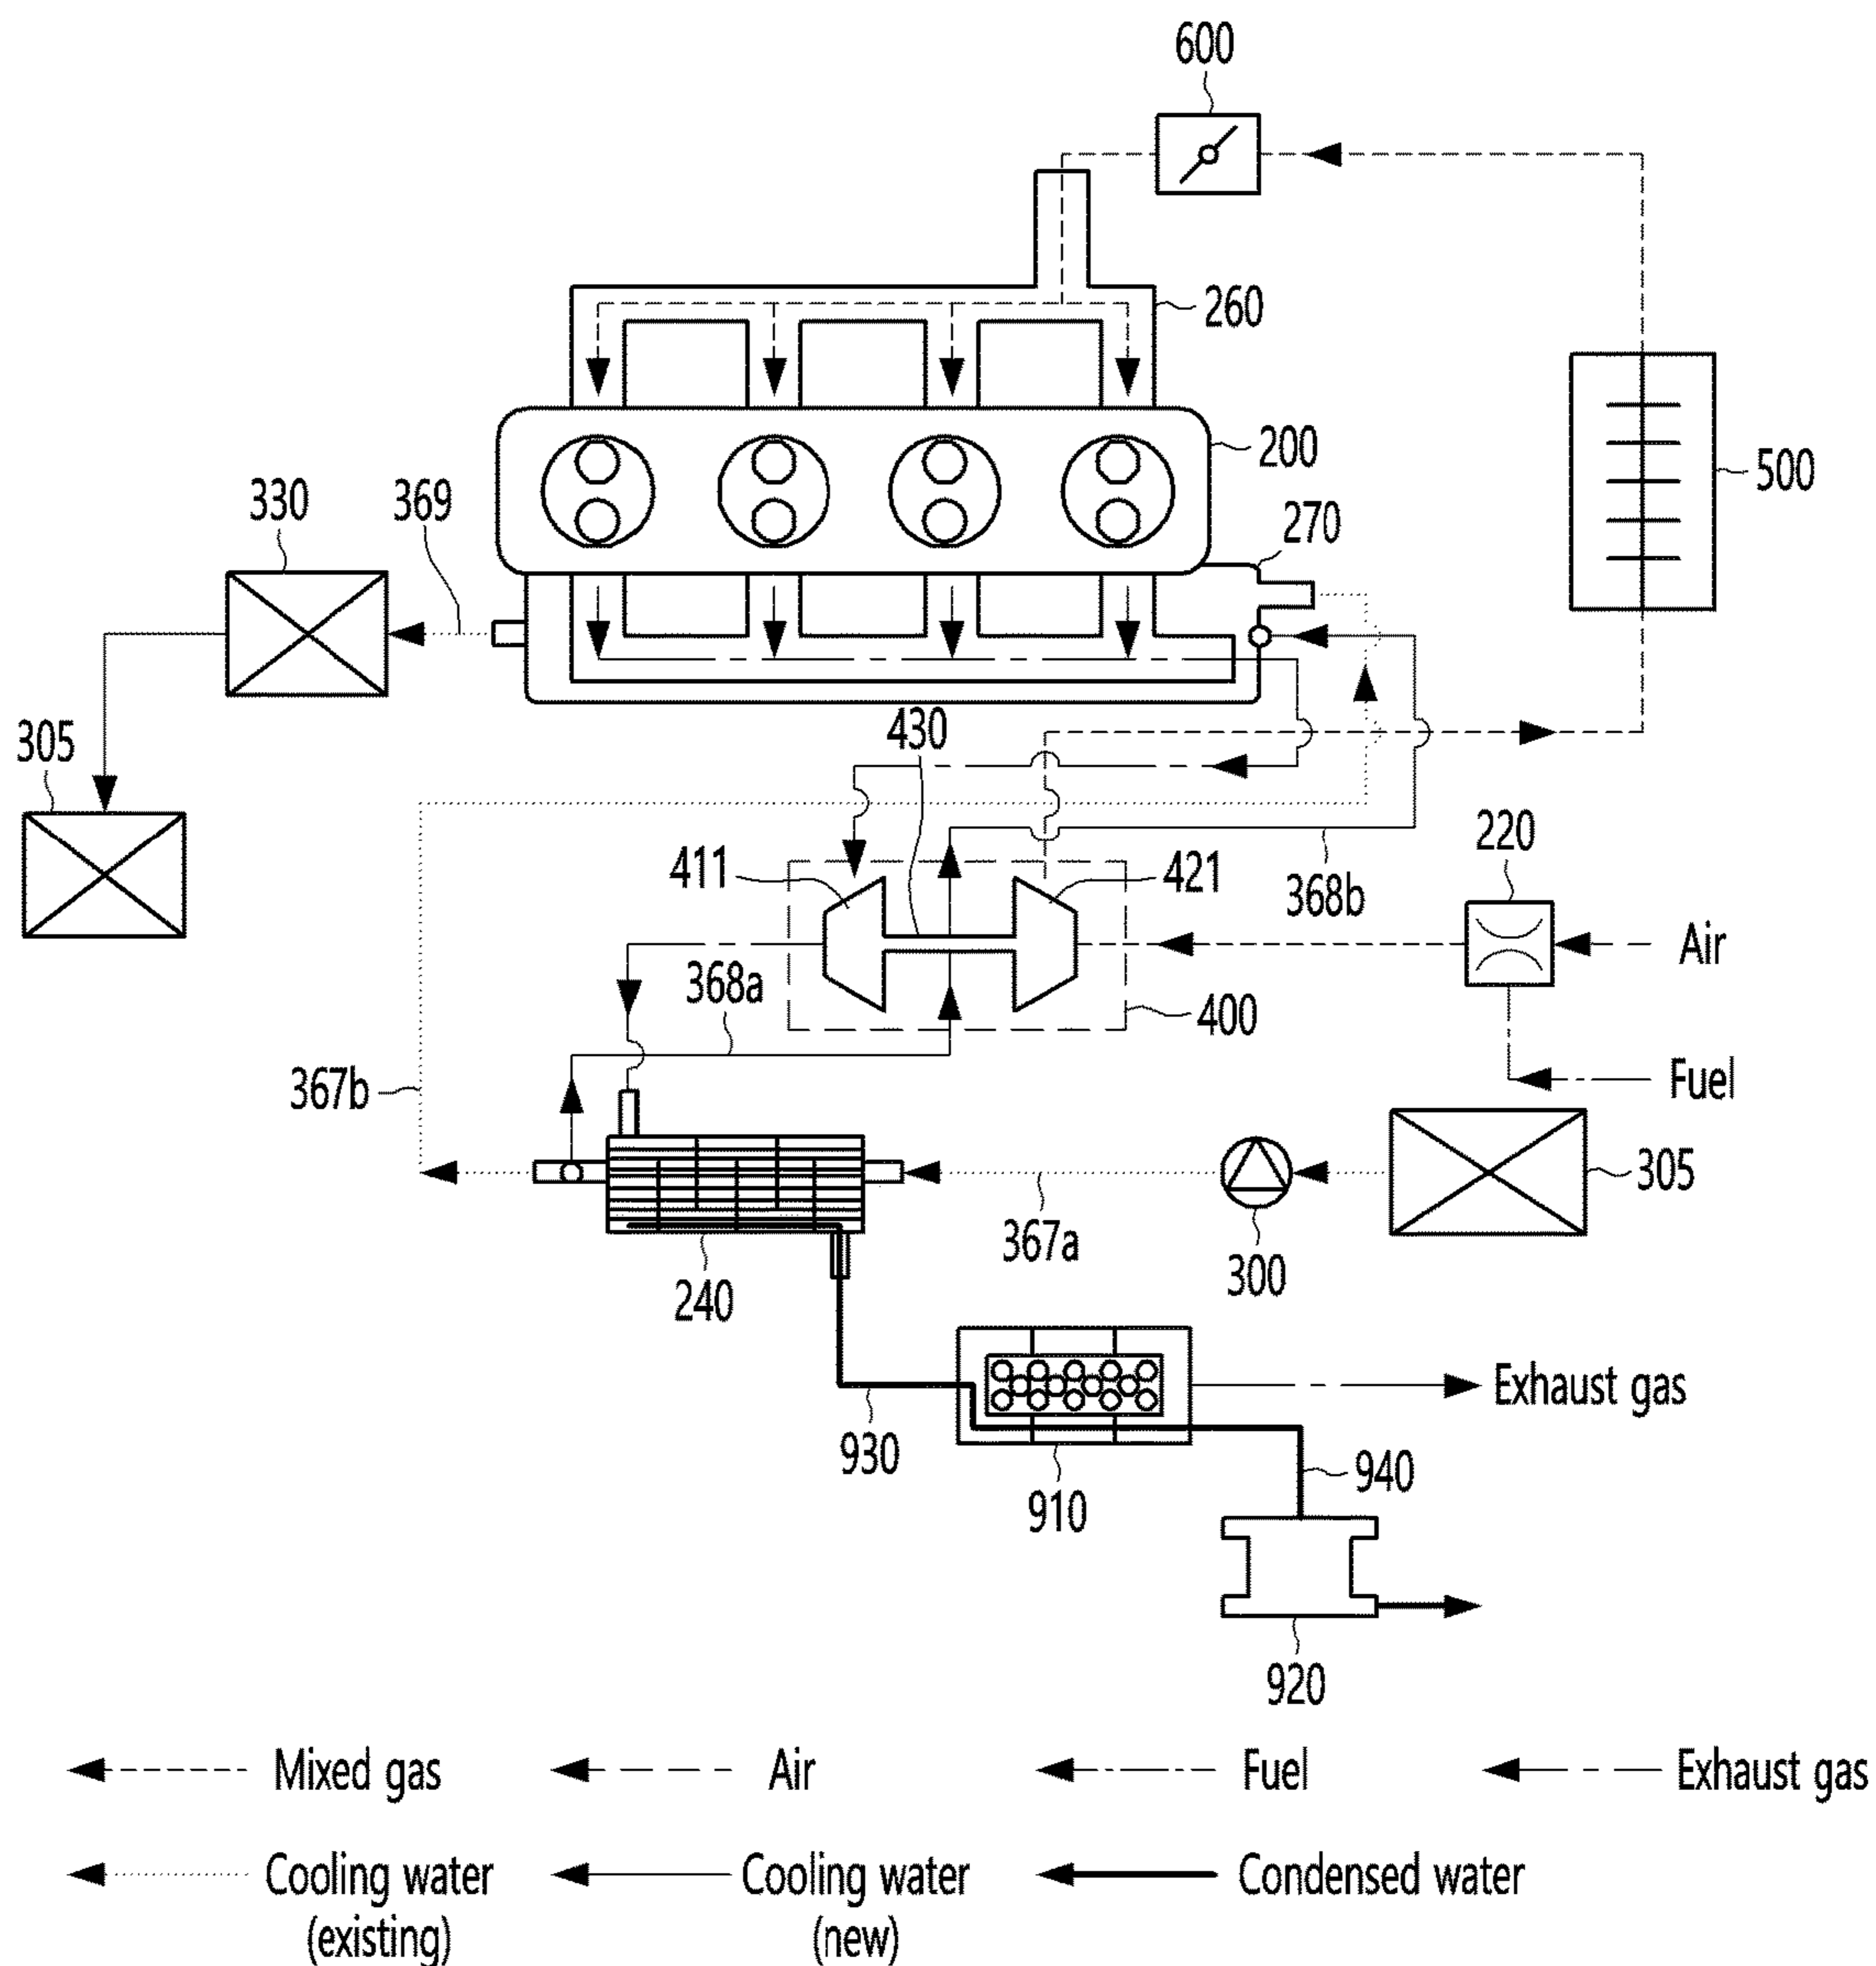 600
260
200
500
330
369
270
430
305
220
411
421
368b
Air
368a
400
367b
Fuel
305
367a
300
240
Exhaust gas
930
940
910
920
Mixed gas
Air
Fuel
Exhaust gas
Cooling water
(existing)
Cooling water
(new)
Condensed water